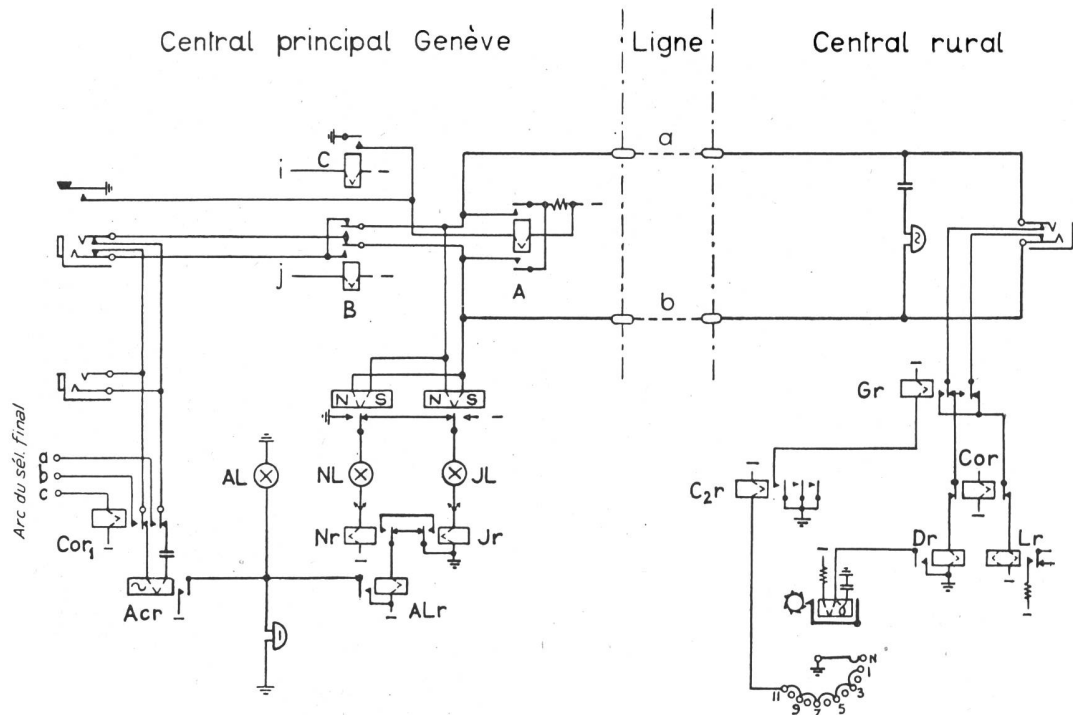 Central principal Genève
Ligne
Central rural
a
C
i
j
B
A
b
N S
N S
Gr
Arc du sél. final
a
b
c
AL
NL
JL
C2r
Cor
Cor1
Nr
Jr
Dr
Lr
Acr
ALr
N
1
3
5
7
9
11